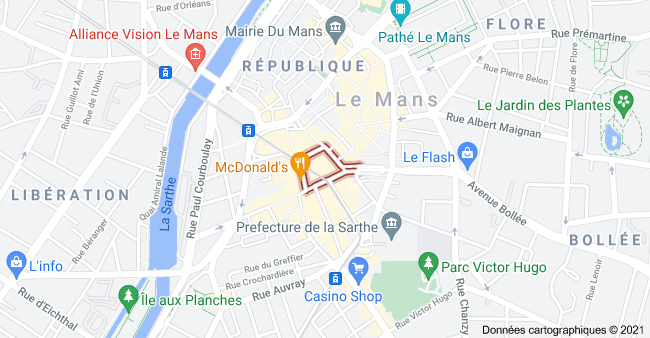 Rue d'Orléans
FLORE
Alliance Vision Le Mans
Mairie Du Mans
Pathé Le Mans
Rue Prémartine
Rue de Flore
RÉPUBLIQUE
Rue Pierre Belon
Rue Guillot Ami
Rue de l'Union
Le Mans
Le Jardin des Plantes
Rue Albert Maignan
Rue Paul Courboulay
Quai Amiral Lalande
La Sarthe
McDonald's
Le Flash
LIBÉRATION
Avenue Bollée
Rue Béranger
Prefecture de la Sarthe
BOLLÉE
L'info
Rue du Greffier
Rue Crochardière
Parc Victor Hugo
Rue Lenoir
Rue d'Eichthal
Île aux Planches
Rue Auvray
Casino Shop
Rue Victor Hugo
Rue Chanzy
Données cartographiques © 2021